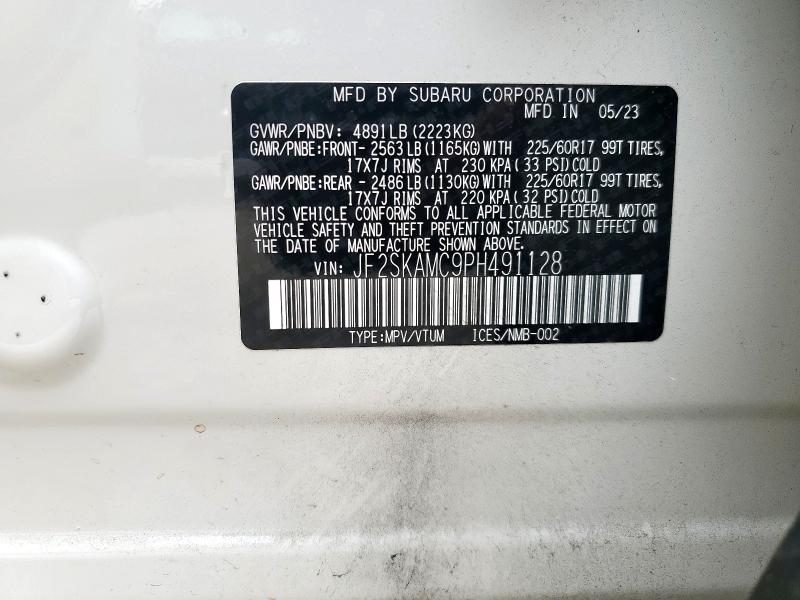 MFD BY SUBARU CORPORATION
MFD IN 05/23
GVWR/PNBV: 4891LB(2223KG)
GAWR/PNBE:FRONT-2563LB(1165KG)WITH 225/60R17 99T TIRES,
17X7J RIMS AT 230 KPA(33 PSI)COLD
GAWR/PNBE:REAR -2486LB(1130KG)WITH 225/60R17 99T TIRES,
17X7J RIMS AT 220 KPA(32 PSI)COLD
THIS VEHICLE CONFORMS TO ALL APPLICABLE FEDERAL MOTOR
VEHICLE SAFETY AND THEFT PREVENTION STANDARDS IN EFFECT ON
THE DATE OF MANUFACTURE SHOWN ABOVE.
VIN: JF2SKAMC9PH491128
TYPE:MPV/VTUM ICES/NMB-002